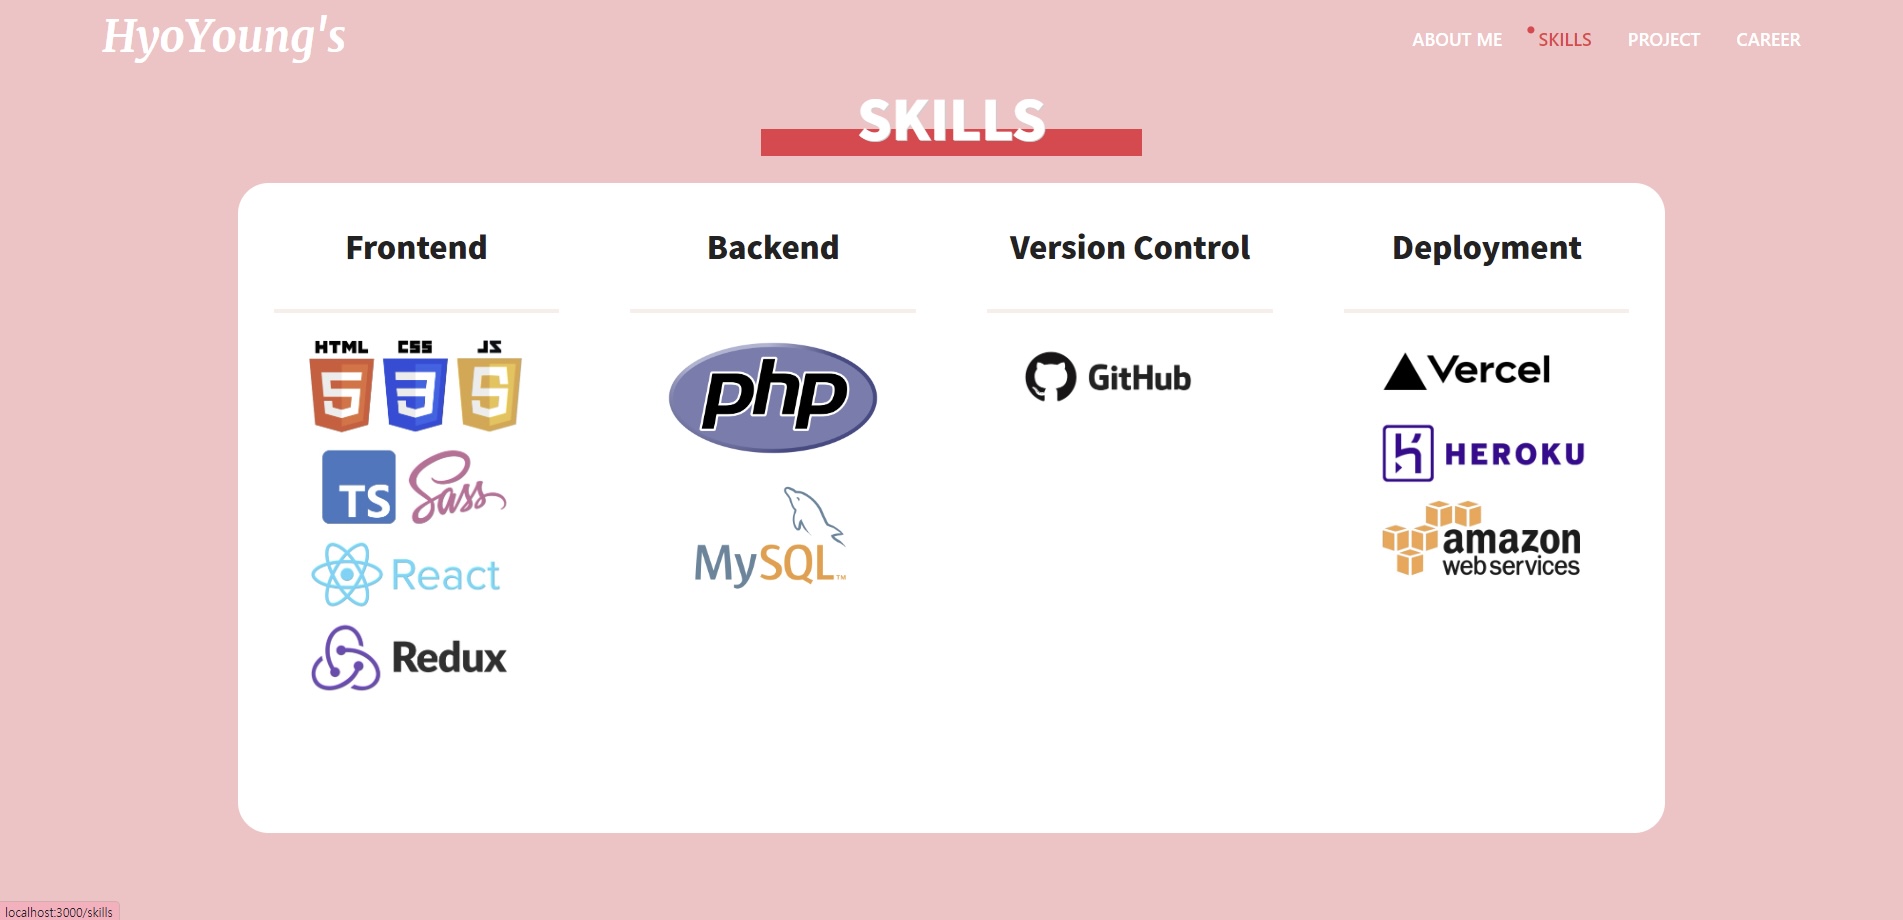 HyoYoung's
ABOUT ME SKILLS PROJECT CAREER
SKILLS
Frontend Backend Version Control Deployment
HTML CSS JS
5 3 5
TS Sass
React
Redux
php
MySQL™
GitHub
Vercel
HEROKU
amazon
web services
localhost:3000/skills